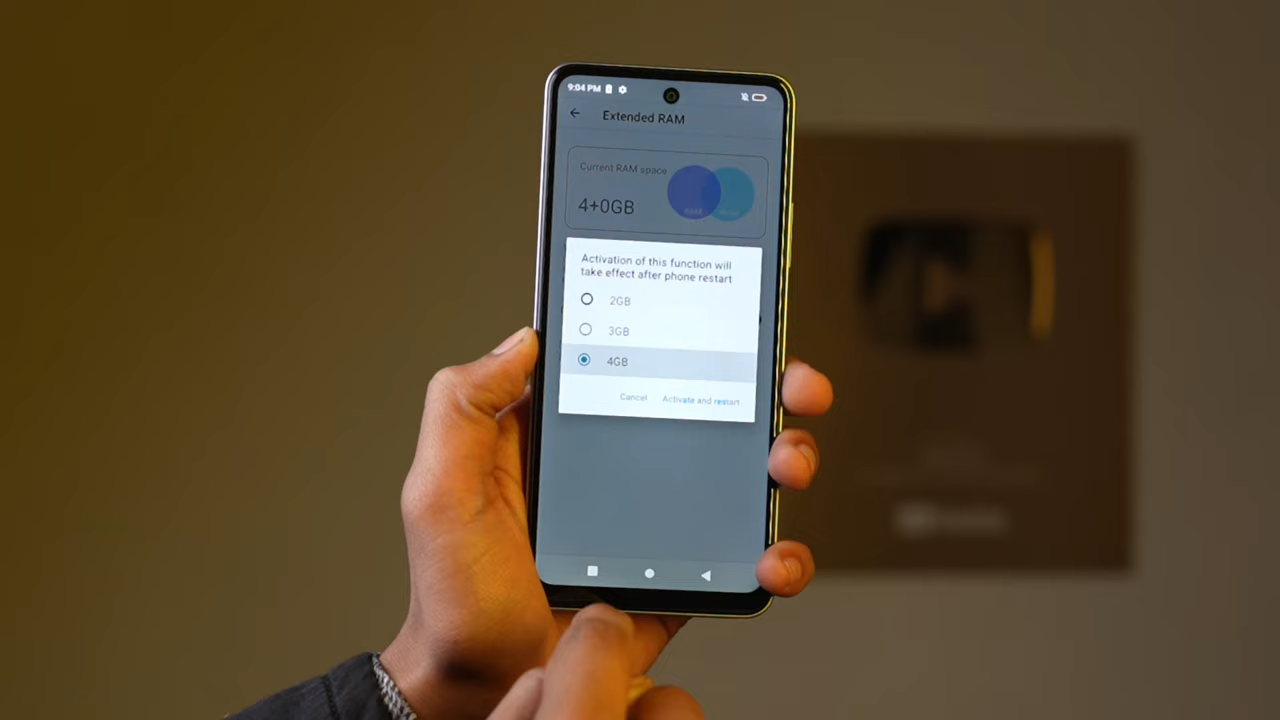 9:04 PM
Extended RAM
Current RAM space
4+0GB
Activation of this function will
take effect after phone restart
2GB
3GB
4GB
Cancel Activate and restart